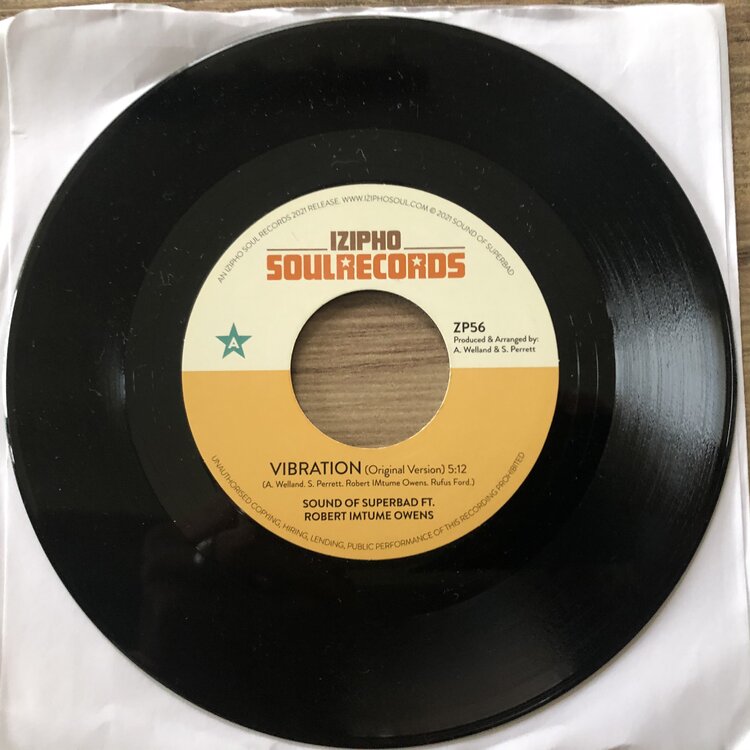 AN IZIPHO SOUL RECORDS 2021 RELEASE. WWW.IZIPHOSOUL.COM © 2021 SOUND OF SUPERBAD
IZIPHO
SOULRECORDS
A
ZP56
Produced & Arranged by:
A. Welland & S. Perrett
VIBRATION (Original Version) 5:12
(A. Welland. S. Perrett. Robert IMtume Owens. Rufus Ford.)
SOUND OF SUPERBAD FT.
ROBERT IMTUME OWENS
UNAUTHORISED COPYING, HIRING, LENDING, PUBLIC PERFORMANCE OF THIS RECORDING PROHIBITED